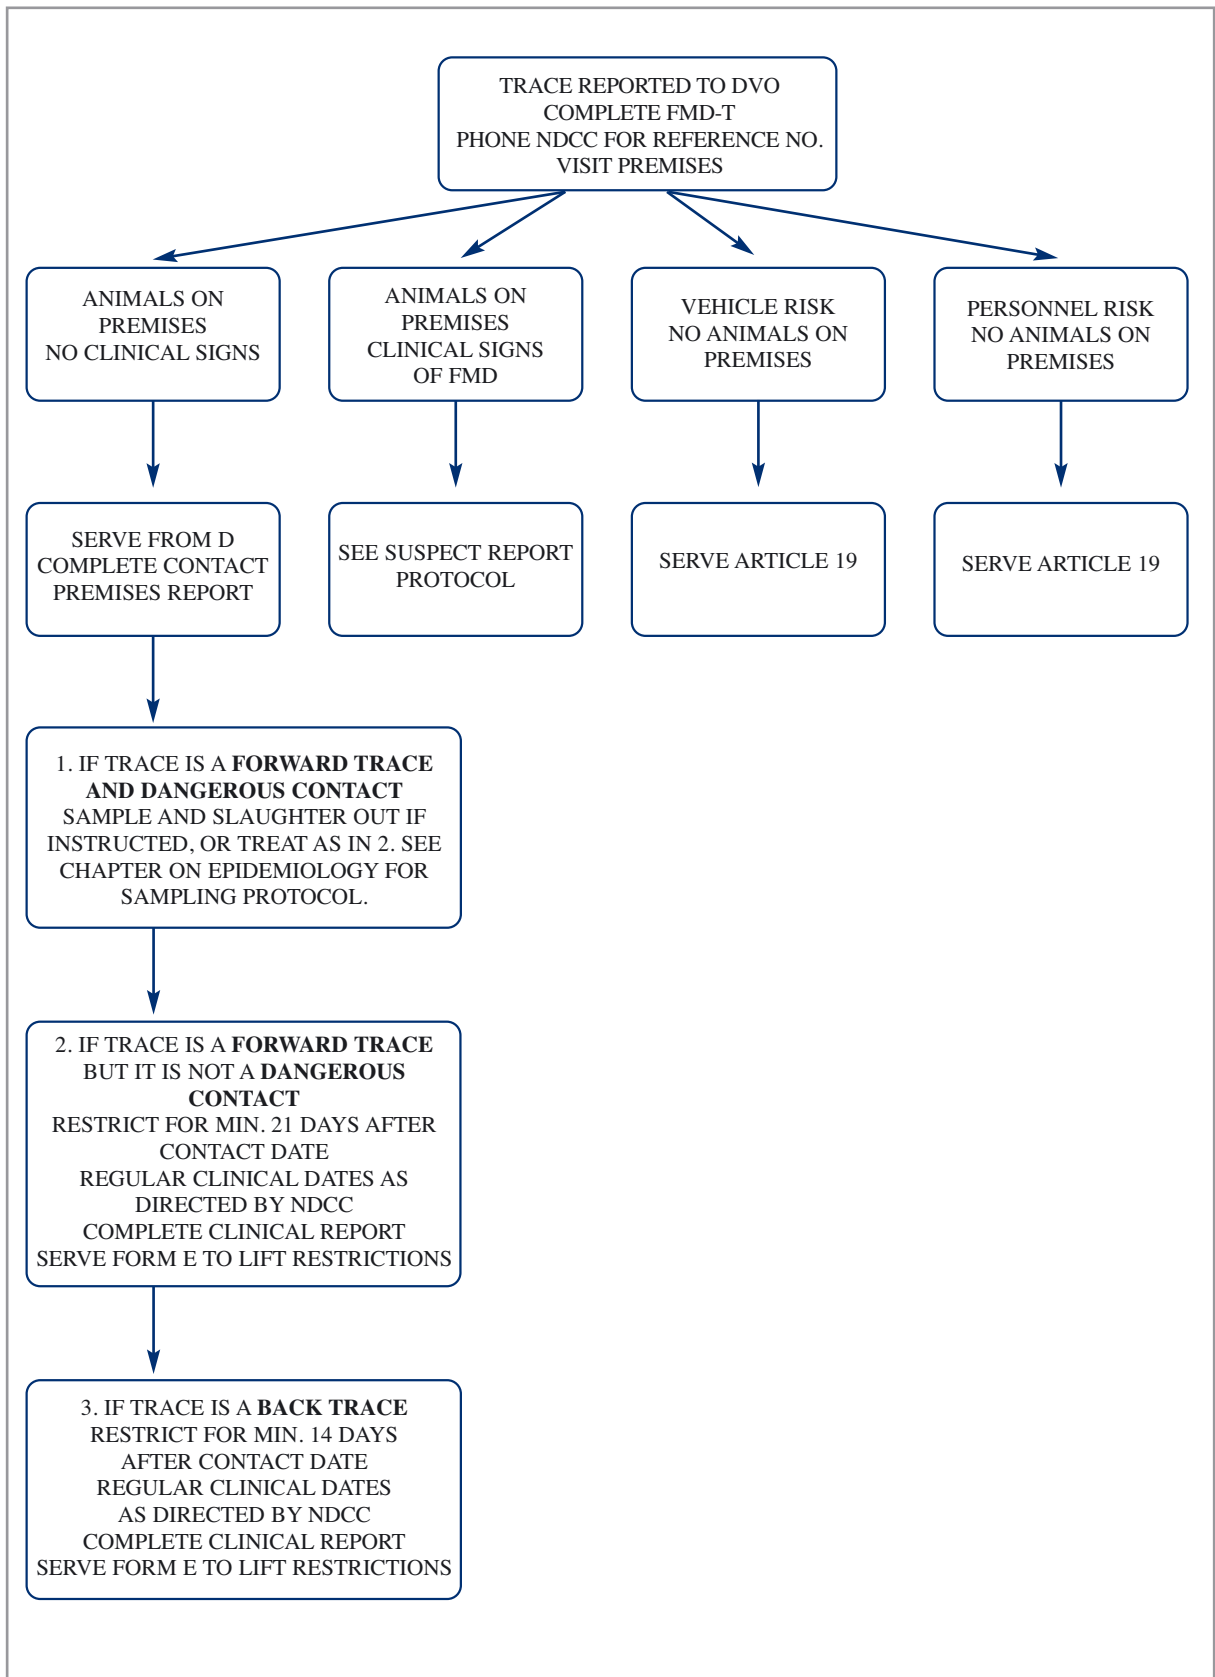 TRACE REPORTED TO DVO
COMPLETE FMD-T
PHONE NDCC FOR REFERENCE NO.
VISIT PREMISES
ANIMALS ON
PREMISES
NO CLINICAL SIGNS
ANIMALS ON
PREMISES
CLINICAL SIGNS
OF FMD
VEHICLE RISK
NO ANIMALS ON
PREMISES
PERSONNEL RISK
NO ANIMALS ON
PREMISES
SERVE FROM D
COMPLETE CONTACT
PREMISES REPORT
SEE SUSPECT REPORT
PROTOCOL
SERVE ARTICLE 19
SERVE ARTICLE 19
1. IF TRACE IS A FORWARD TRACE
AND DANGEROUS CONTACT
SAMPLE AND SLAUGHTER OUT IF
INSTRUCTED, OR TREAT AS IN 2. SEE
CHAPTER ON EPIDEMIOLOGY FOR
SAMPLING PROTOCOL.
2. IF TRACE IS A FORWARD TRACE
BUT IT IS NOT A DANGEROUS
CONTACT
RESTRICT FOR MIN. 21 DAYS AFTER
CONTACT DATE
REGULAR CLINICAL DATES AS
DIRECTED BY NDCC
COMPLETE CLINICAL REPORT
SERVE FORM E TO LIFT RESTRICTIONS
3. IF TRACE IS A BACK TRACE
RESTRICT FOR MIN. 14 DAYS
AFTER CONTACT DATE
REGULAR CLINICAL DATES
AS DIRECTED BY NDCC
COMPLETE CLINICAL REPORT
SERVE FORM E TO LIFT RESTRICTIONS